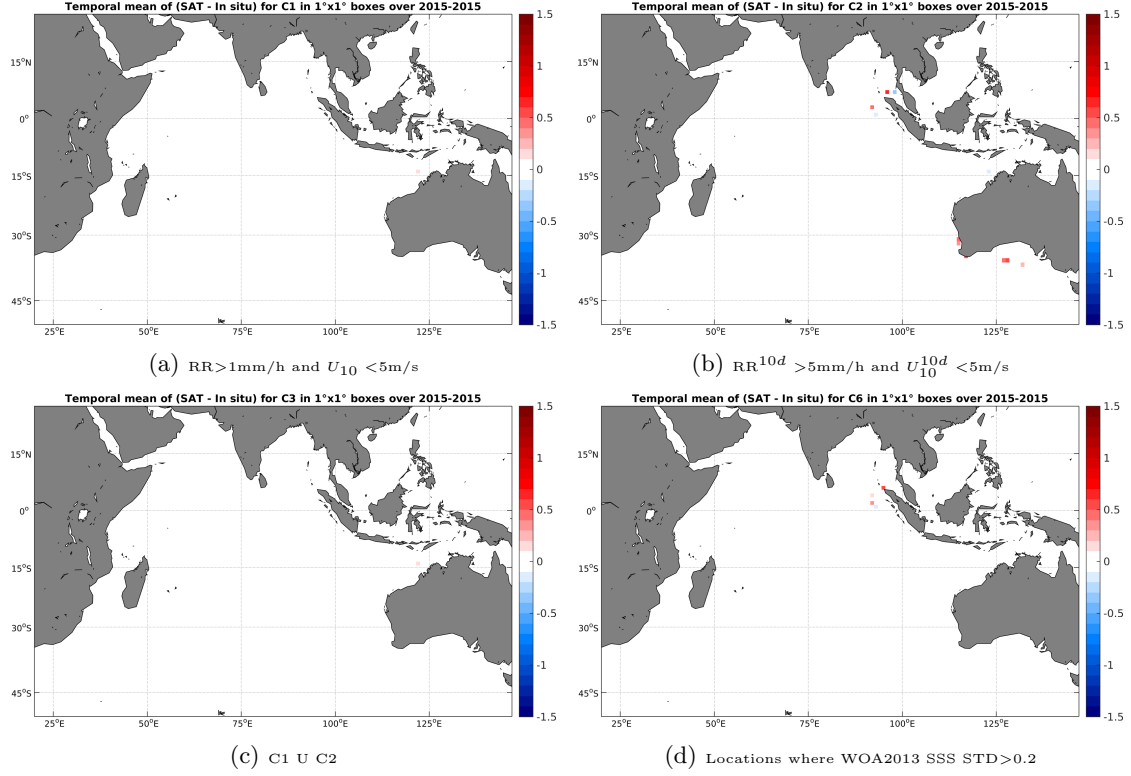 Temporal mean of (SAT - In situ) for C1 in 1°x1° boxes over 2015-2015
15°N
0°
15°S
30°S
45°S
25°E 50°E 75°E 100°E 125°E
1.5
1
0.5
0
-0.5
-1
-1.5
(a) RR>1mm/h and U10 <5m/s
Temporal mean of (SAT - In situ) for C2 in 1°x1° boxes over 2015-2015
15°N
0°
15°S
30°S
45°S
25°E 50°E 75°E 100°E 125°E
1.5
1
0.5
0
-0.5
-1
-1.5
(b) RR^10d >5mm/h and U10^10d <5m/s
Temporal mean of (SAT - In situ) for C3 in 1°x1° boxes over 2015-2015
15°N
0°
15°S
30°S
45°S
25°E 50°E 75°E 100°E 125°E
1.5
1
0.5
0
-0.5
-1
-1.5
(c) C1 U C2
Temporal mean of (SAT - In situ) for C6 in 1°x1° boxes over 2015-2015
15°N
0°
15°S
30°S
45°S
25°E 50°E 75°E 100°E 125°E
1.5
1
0.5
0
-0.5
-1
-1.5
(d) Locations where WOA2013 SSS STD>0.2